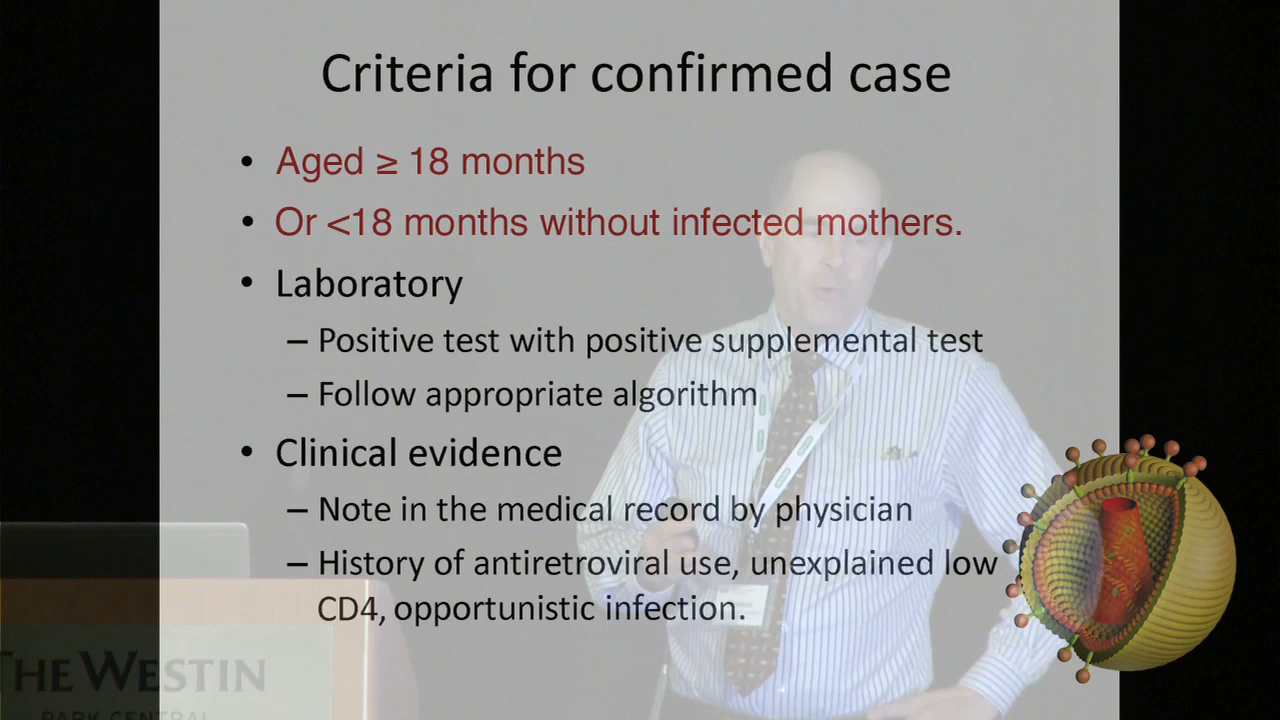 Criteria for confirmed case
• Aged ≥ 18 months
• Or <18 months without infected mothers.
• Laboratory
– Positive test with positive supplemental test
– Follow appropriate algorithm
• Clinical evidence
– Note in the medical record by physician
– History of antiretroviral use, unexplained low
CD4, opportunistic infection.
THE WESTIN
PARK CENTRAL